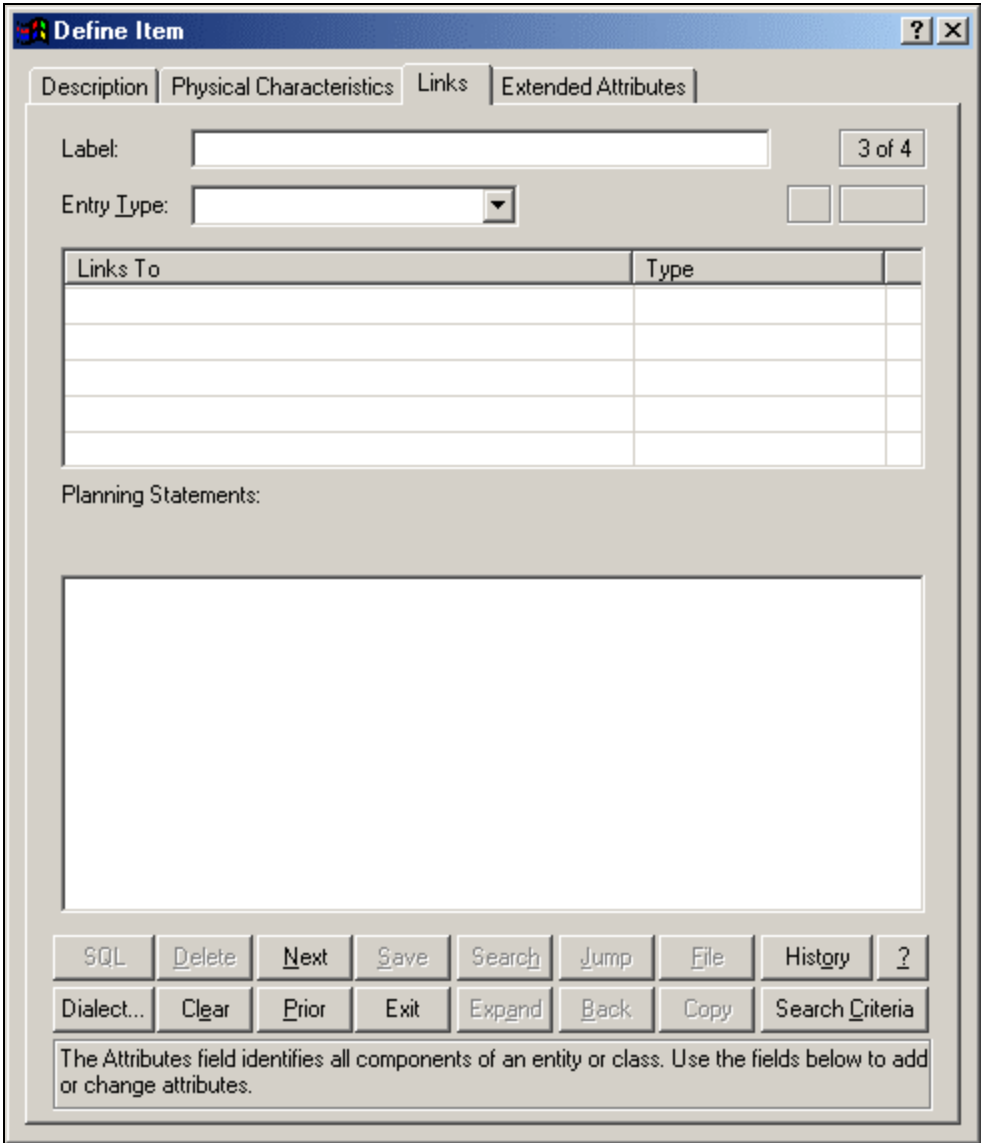 Define Item
? X
Description Physical Characteristics Links Extended Attributes
Label: 3 of 4
Entry Type:
Links To Type
Planning Statements:
SQL Delete Next Save Search Jump File History ?
Dialect... Clear Prior Exit Expand Back Copy Search Criteria
The Attributes field identifies all components of an entity or class. Use the fields below to add
or change attributes.